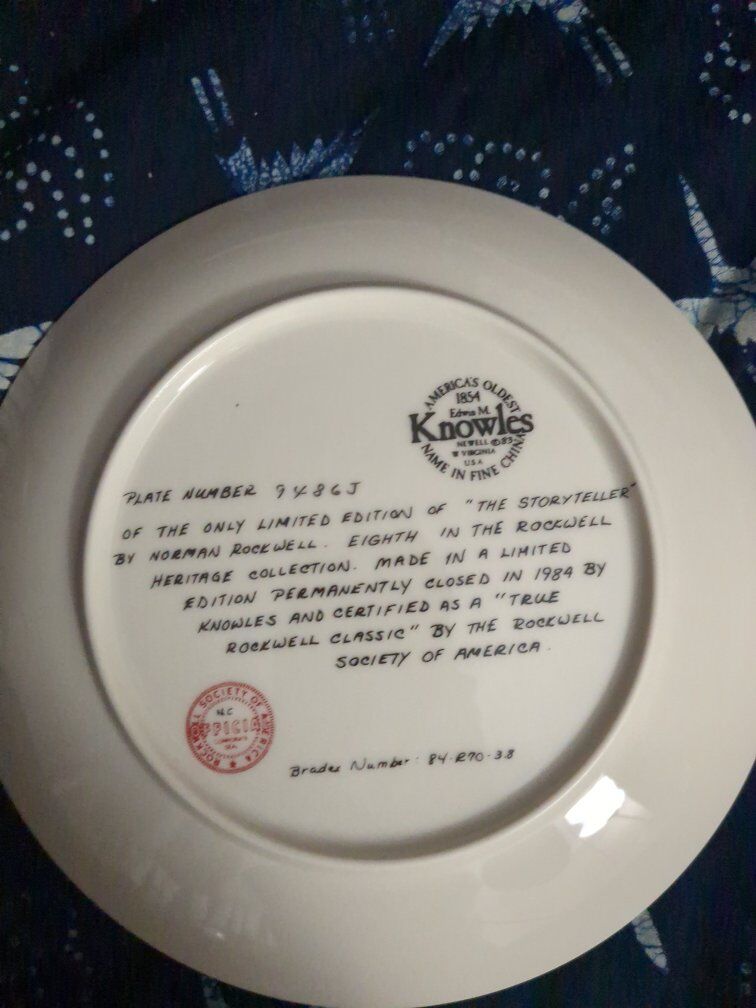 AMERICA'S OLDEST
1854
Edwin M.
Knowles
NEWELL © 83
W VIRGINIA
USA
NAME IN FINE CHINA
PLATE NUMBER 9486J
OF THE ONLY LIMITED EDITION OF "THE STORYTELLER"
BY NORMAN ROCKWELL. EIGHTH IN THE ROCKWELL
HERITAGE COLLECTION. MADE IN A LIMITED
EDITION PERMANENTLY CLOSED IN 1984 BY
KNOWLES AND CERTIFIED AS A "TRUE
ROCKWELL CLASSIC" BY THE ROCKWELL
SOCIETY OF AMERICA.
ROCKWELL SOCIETY OF AMERICA
OFFICIAL
SEAL
Bradex Number: 84-R70-3.8